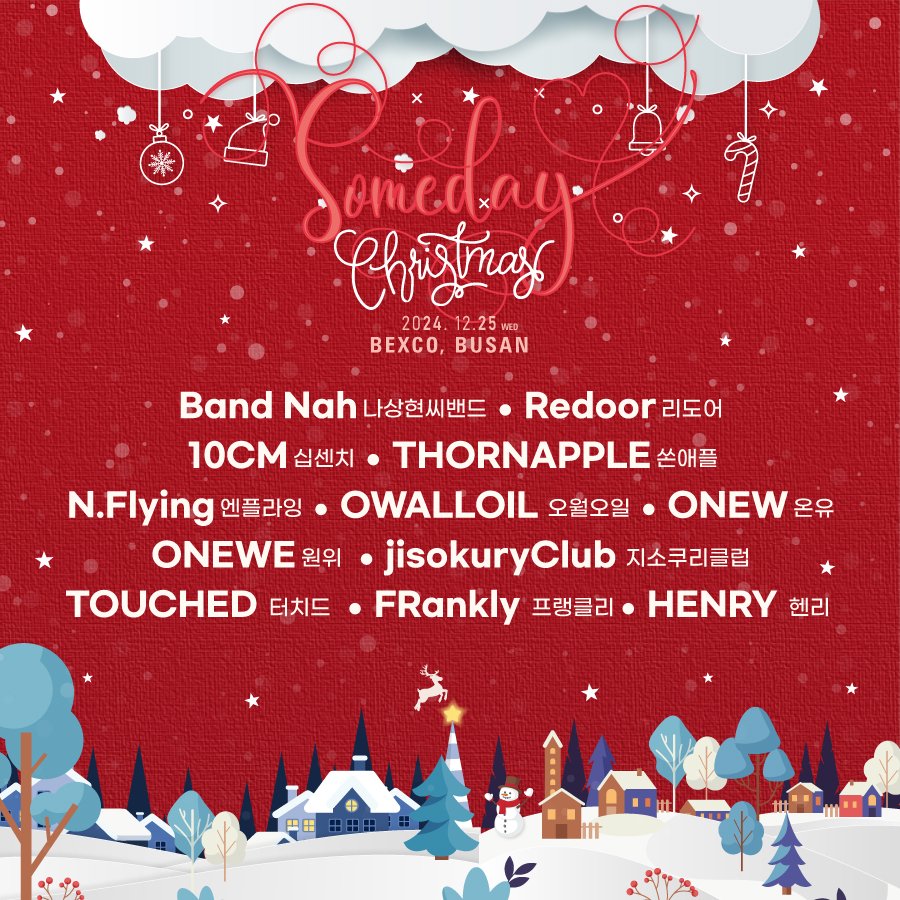 Someday
Christmas
2024. 12.25 WED
BEXCO, BUSAN
Band Nah 나상현씨밴드 • Redoor 리도어
10CM 십센치 • THORNAPPLE 쏜애플
N.Flying 엔플라잉 • OWALLOIL 오월오일 • ONEW 온유
ONEWE 원위 • jisokuryClub 지소쿠리클럽
TOUCHED 터치드 • FRankly 프랭클리 • HENRY 헨리